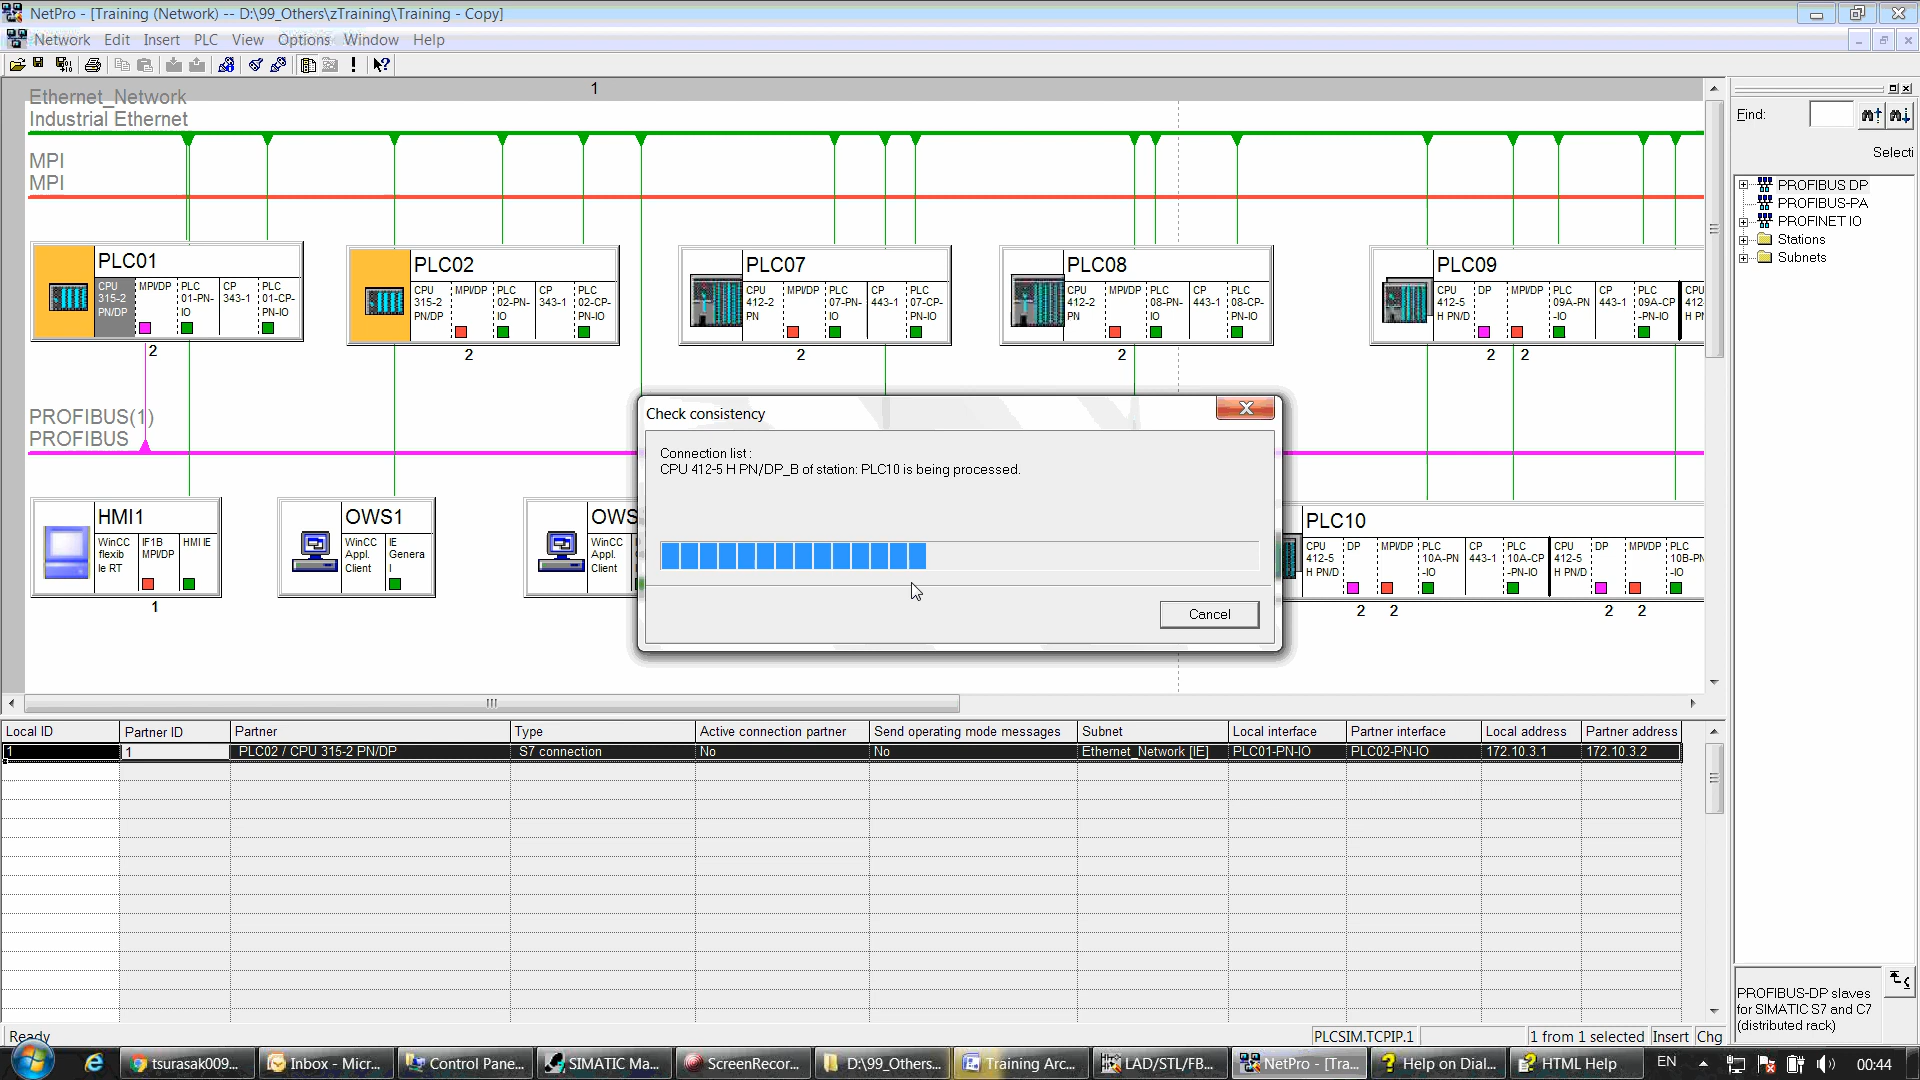 NetPro - [Training (Network) -- D:\99_Others\zTraining\Training - Copy]
Network Edit Insert PLC View Options Window Help
1
Ethernet_Network
Industrial Ethernet
MPI
MPI
PLC01
CPU 315-2 PN/DP
MPI/DP
PLC 01-PN-IO
CP 343-1
PLC 01-CP-PN-IO
2
PLC02
CPU 315-2 PN/DP
MPI/DP
PLC 02-PN-IO
CP 343-1
PLC 02-CP-PN-IO
2
PLC07
CPU 412-2 PN
MPI/DP
PLC 07-PN-IO
CP 443-1
PLC 07-CP-PN-IO
2
PLC08
CPU 412-2 PN
MPI/DP
PLC 08-PN-IO
CP 443-1
PLC 08-CP-PN-IO
2
PLC09
CPU 412-5 H PN/D
DP
MPI/DP
PLC 09A-PN-IO
CP 443-1
PLC 09A-CP-PN-IO
CPU 412 H PN
2 2
PROFIBUS(1)
PROFIBUS
HMI1
WinCC flexible RT
IF1B MPI/DP
HMI IE
1
OWS1
WinCC Appl. Client
IE General
OWS
WinCC Appl. Client
PLC10
CPU 412-5 H PN/D
DP
MPI/DP
PLC 10A-PN-IO
CP 443-1
PLC 10A-CP-PN-IO
CPU 412-5 H PN/D
DP
MPI/DP
PLC 10B-PN-IO
2 2 2 2
Check consistency
Connection list :
CPU 412-5 H PN/DP_B of station: PLC10 is being processed.
Cancel
Find:
Selecti
PROFIBUS DP
PROFIBUS-PA
PROFINET IO
Stations
Subnets
Local ID Partner ID Partner Type Active connection partner Send operating mode messages Subnet Local interface Partner interface Local address Partner address
1 1 PLC02 / CPU 315-2 PN/DP S7 connection No No Ethernet_Network [IE] PLC01-PN-IO PLC02-PN-IO 172.10.3.1 172.10.3.2
PROFIBUS-DP slaves
for SIMATIC S7 and C7
(distributed rack)
Ready PLCSIM.TCPIP.1 1 from 1 selected Insert Chg
tsurasak009... Inbox - Micr... Control Pane... SIMATIC Ma... ScreenRecor... D:\99_Others... Training Arc... LAD/STL/FB... NetPro - [Tra... Help on Dial... HTML Help EN 00:44